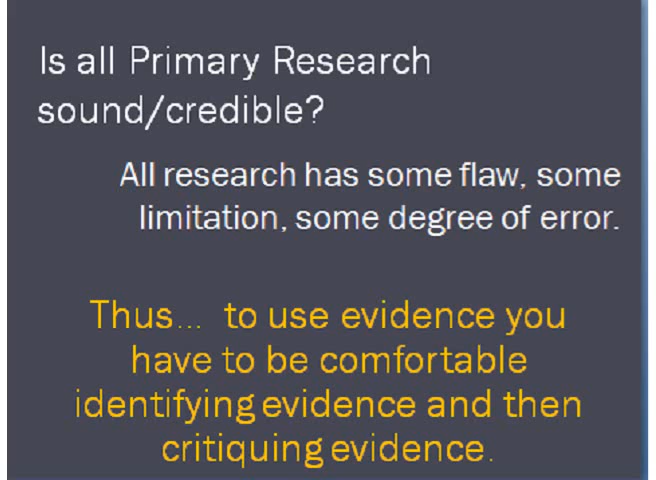 Is all Primary Research
sound/credible?
All research has some flaw, some
limitation, some degree of error.
Thus... to use evidence you
have to be comfortable
identifying evidence and then
critiquing evidence.